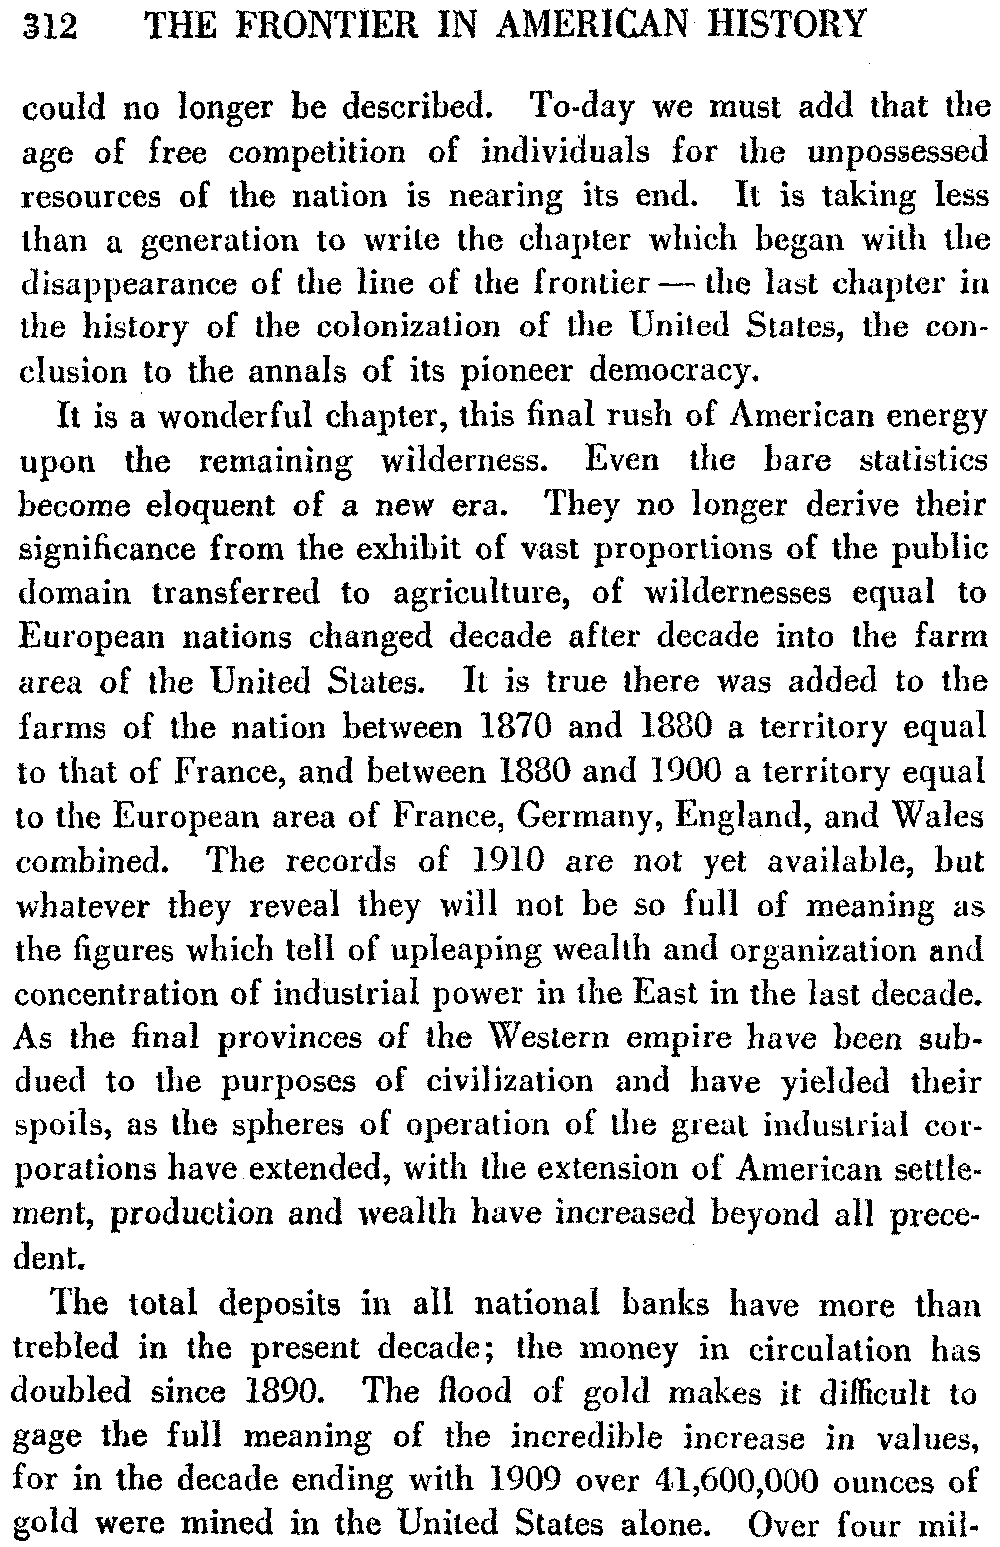 312 THE FRONTIER IN AMERICAN HISTORY
could no longer be described. To-day we must add that the
age of free competition of individuals for the unpossessed
resources of the nation is nearing its end. It is taking less
than a generation to write the chapter which began with the
disappearance of the line of the frontier — the last chapter in
the history of the colonization of the United States, the con-
clusion to the annals of its pioneer democracy.
It is a wonderful chapter, this final rush of American energy
upon the remaining wilderness. Even the bare statistics
become eloquent of a new era. They no longer derive their
significance from the exhibit of vast proportions of the public
domain transferred to agriculture, of wildernesses equal to
European nations changed decade after decade into the farm
area of the United States. It is true there was added to the
farms of the nation between 1870 and 1880 a territory equal
to that of France, and between 1880 and 1900 a territory equal
to the European area of France, Germany, England, and Wales
combined. The records of 1910 are not yet available, but
whatever they reveal they will not be so full of meaning as
the figures which tell of upleaping wealth and organization and
concentration of industrial power in the East in the last decade.
As the final provinces of the Western empire have been sub-
dued to the purposes of civilization and have yielded their
spoils, as the spheres of operation of the great industrial cor-
porations have extended, with the extension of American settle-
ment, production and wealth have increased beyond all prece-
dent.
The total deposits in all national banks have more than
trebled in the present decade; the money in circulation has
doubled since 1890. The flood of gold makes it difficult to
gage the full meaning of the incredible increase in values,
for in the decade ending with 1909 over 41,600,000 ounces of
gold were mined in the United States alone. Over four mil-